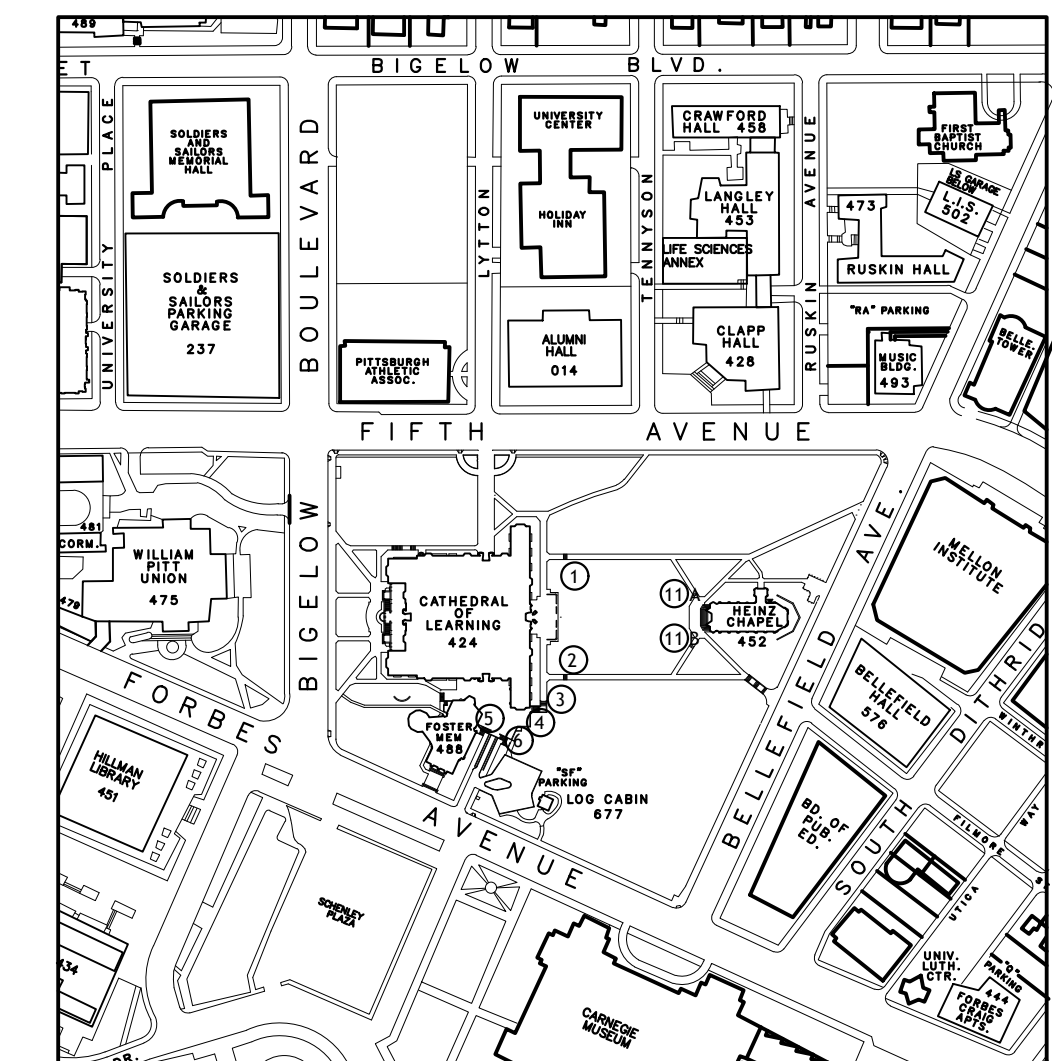 489
ET
BIGELOW BLVD.
UNIVERSITY PLACE
SOLDIERS
AND
SAILORS
MEMORIAL
HALL
BOULEVARD
UNIVERSITY
CENTER
CRAWFORD
HALL 458
AVENUE
FIRST
BAPTIST
CHURCH
LYTTON
HOLIDAY
INN
TENNYSON
LANGLEY
HALL
453
LS GARAGE
BELOW
L.I.S.
502
473
LIFE SCIENCES
ANNEX
RUSKIN HALL
SOLDIERS
&
SAILORS
PARKING
GARAGE
237
RUSKIN
"RA" PARKING
PITTSBURGH
ATHLETIC
ASSOC.
ALUMNI
HALL
014
CLAPP
HALL
428
MUSIC
BLDG.
493
BELLE.
TOWER
FIFTH AVENUE
481
CORM.
WILLIAM
PITT
UNION
475
479
BIGELOW
CATHEDRAL
OF
LEARNING
424
1
2
3
4
5
6
11 A
11 B
HEINZ
CHAPEL
452
AVE.
MELLON
INSTITUTE
BELLEFIELD
BELLEFIELD
HALL
576
DITHRID
WINTHR
FORBES
FOSTER
MEM
488
"SF"
PARKING
LOG CABIN
677
HILLMAN
LIBRARY
451
AVENUE
BD. OF
PUB.
ED.
SOUTH
FILMORE
WAY
S
UTICA
SCHENLEY
PLAZA
434
UNIV.
LUTH.
CTR.
"Q"
PARKING
444
FORBES
CRAIG
APTS.
CARNEGIE
MUSEUM
DR.